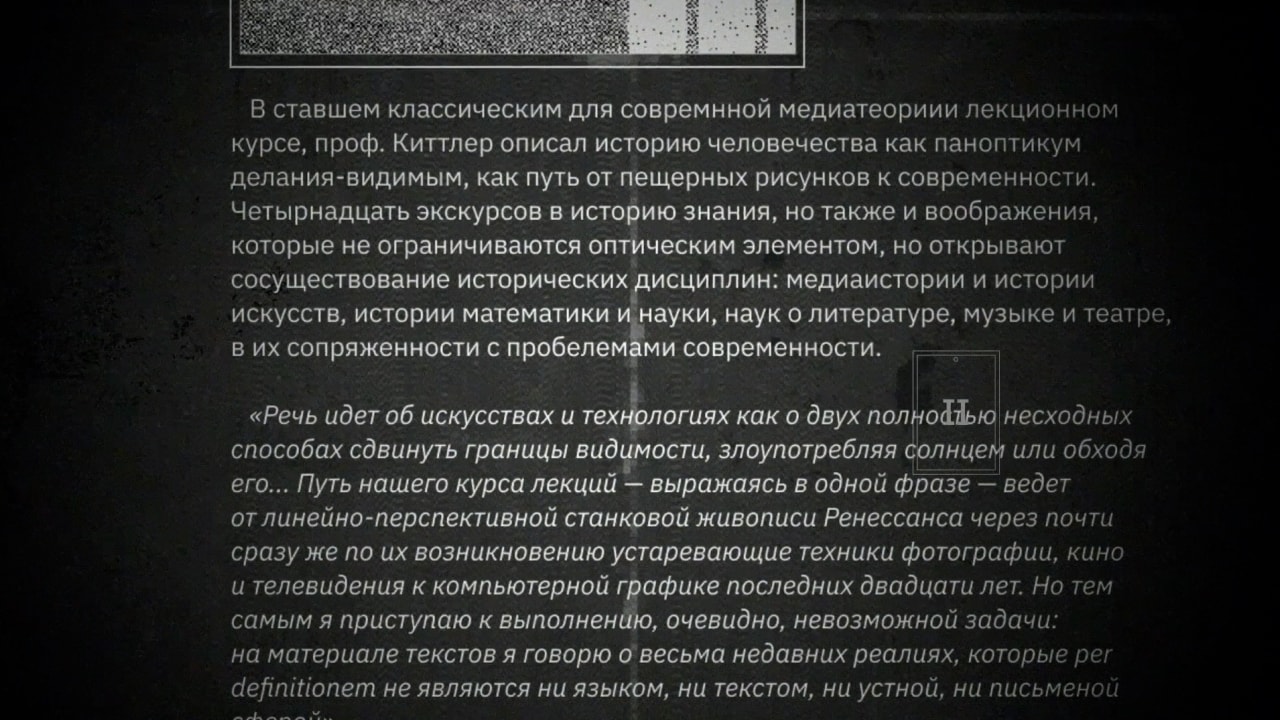 В ставшем классическим для совремнной медиатеориии лекционном
курсе, проф. Киттлер описал историю человечества как паноптикум
делания-видимым, как путь от пещерных рисунков к современности.
Четырнадцать экскурсов в историю знания, но также и воображения,
которые не ограничиваются оптическим элементом, но открывают
сосуществование исторических дисциплин: медиаистории и истории
искусств, истории математики и науки, наук о литературе, музыке и театре,
в их сопряженности с пробелемами современности.
«Речь идет об искусствах и технологиях как о двух полностью несходных
способах сдвинуть границы видимости, злоупотребляя солнцем или обходя
его... Путь нашего курса лекций — выражаясь в одной фразе — ведет
от линейно-перспективной станковой живописи Ренессанса через почти
сразу же по их возникновению устаревающие техники фотографии, кино
и телевидения к компьютерной графике последних двадцати лет. Но тем
самым я приступаю к выполнению, очевидно, невозможной задачи:
на материале текстов я говорю о весьма недавних реалиях, которые per
definitionem не являются ни языком, ни текстом, ни устной, ни письменой